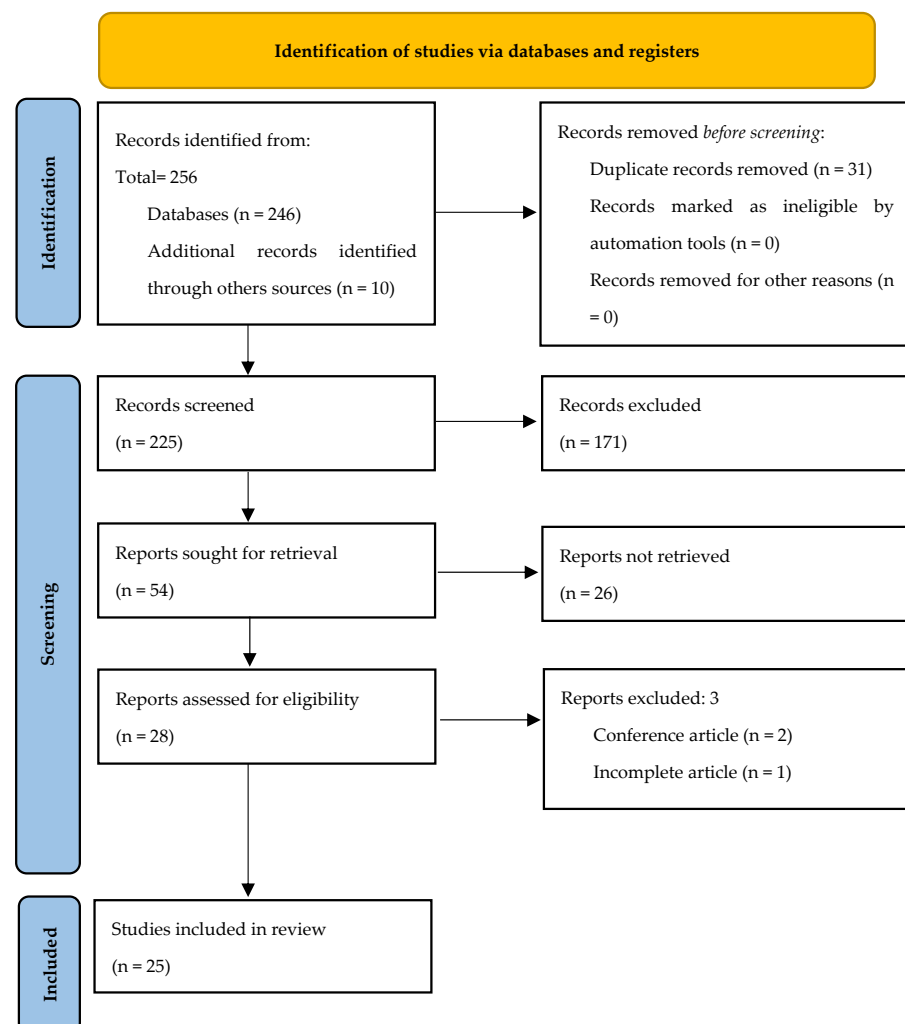 Identification of studies via databases and registers
Identification
Records identified from:
Total= 256
Databases (n = 246)
Additional records identified
through others sources (n = 10)
Records removed before screening:
Duplicate records removed (n = 31)
Records marked as ineligible by
automation tools (n = 0)
Records removed for other reasons (n
= 0)
Screening
Records screened
(n = 225)
Records excluded
(n = 171)
Reports sought for retrieval
(n = 54)
Reports not retrieved
(n = 26)
Reports assessed for eligibility
(n = 28)
Reports excluded: 3
Conference article (n = 2)
Incomplete article (n = 1)
Included
Studies included in review
(n = 25)